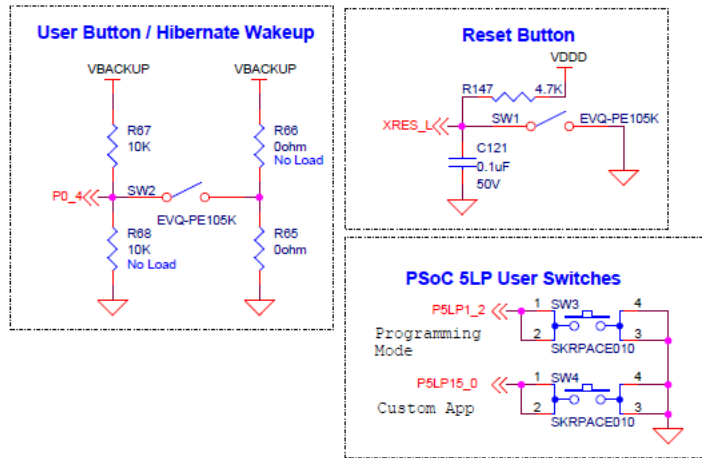 User Button / Hibernate Wakeup
VBACKUP
VBACKUP
R67
10K
R66
0ohm
No Load
P0_4
SW2
EVQ-PE105K
R68
10K
No Load
R65
0ohm
Reset Button
VDDD
R147
4.7K
XRES_L
SW1
EVQ-PE105K
C121
0.1uF
50V
PSoC 5LP User Switches
P5LP1_2
1
SW3
4
Programming
Mode
2
3
SKRPACE010
P5LP15_0
1
SW4
4
Custom App
2
3
SKRPACE010